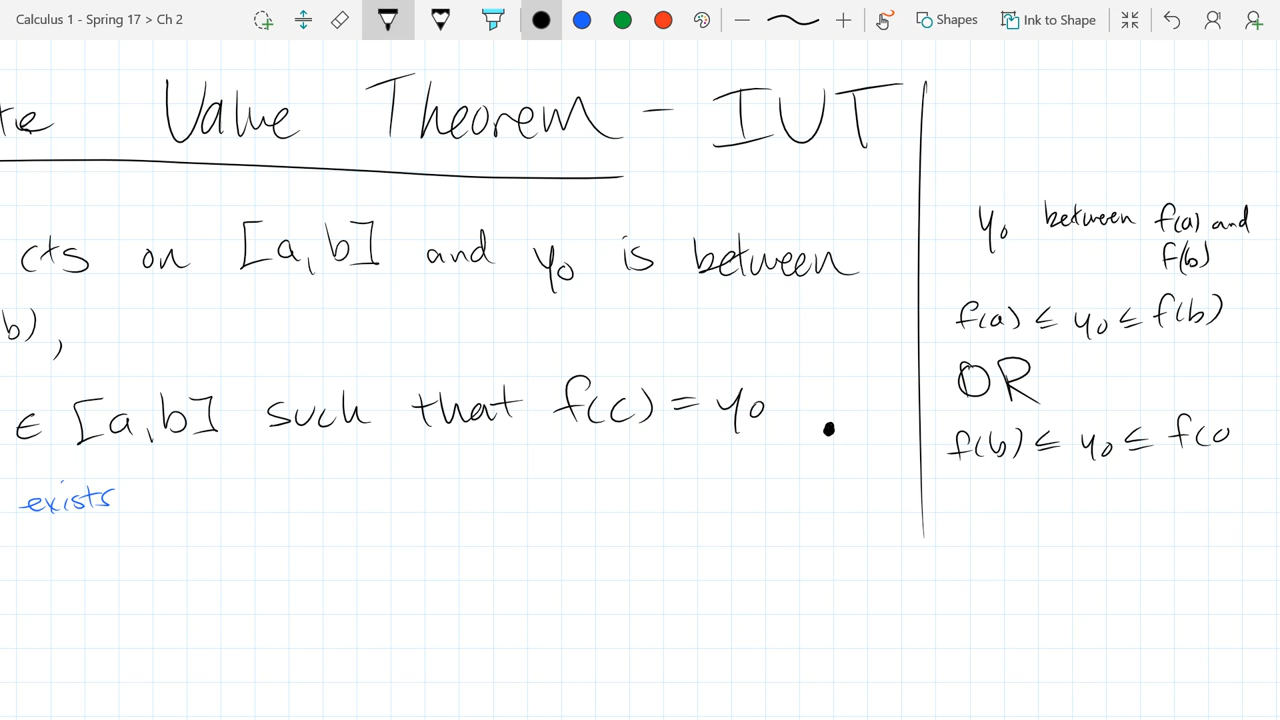 Calculus 1 - Spring 17 > Ch 2
Shapes
Ink to Shape
te Value Theorem - IVT
cts on [a,b] and y₀ is between
b),
∈ [a,b] such that f(c) = y₀
exists
y₀ between f(a) and
f(b)
f(a) ≤ y₀ ≤ f(b)
OR
f(b) ≤ y₀ ≤ f(c